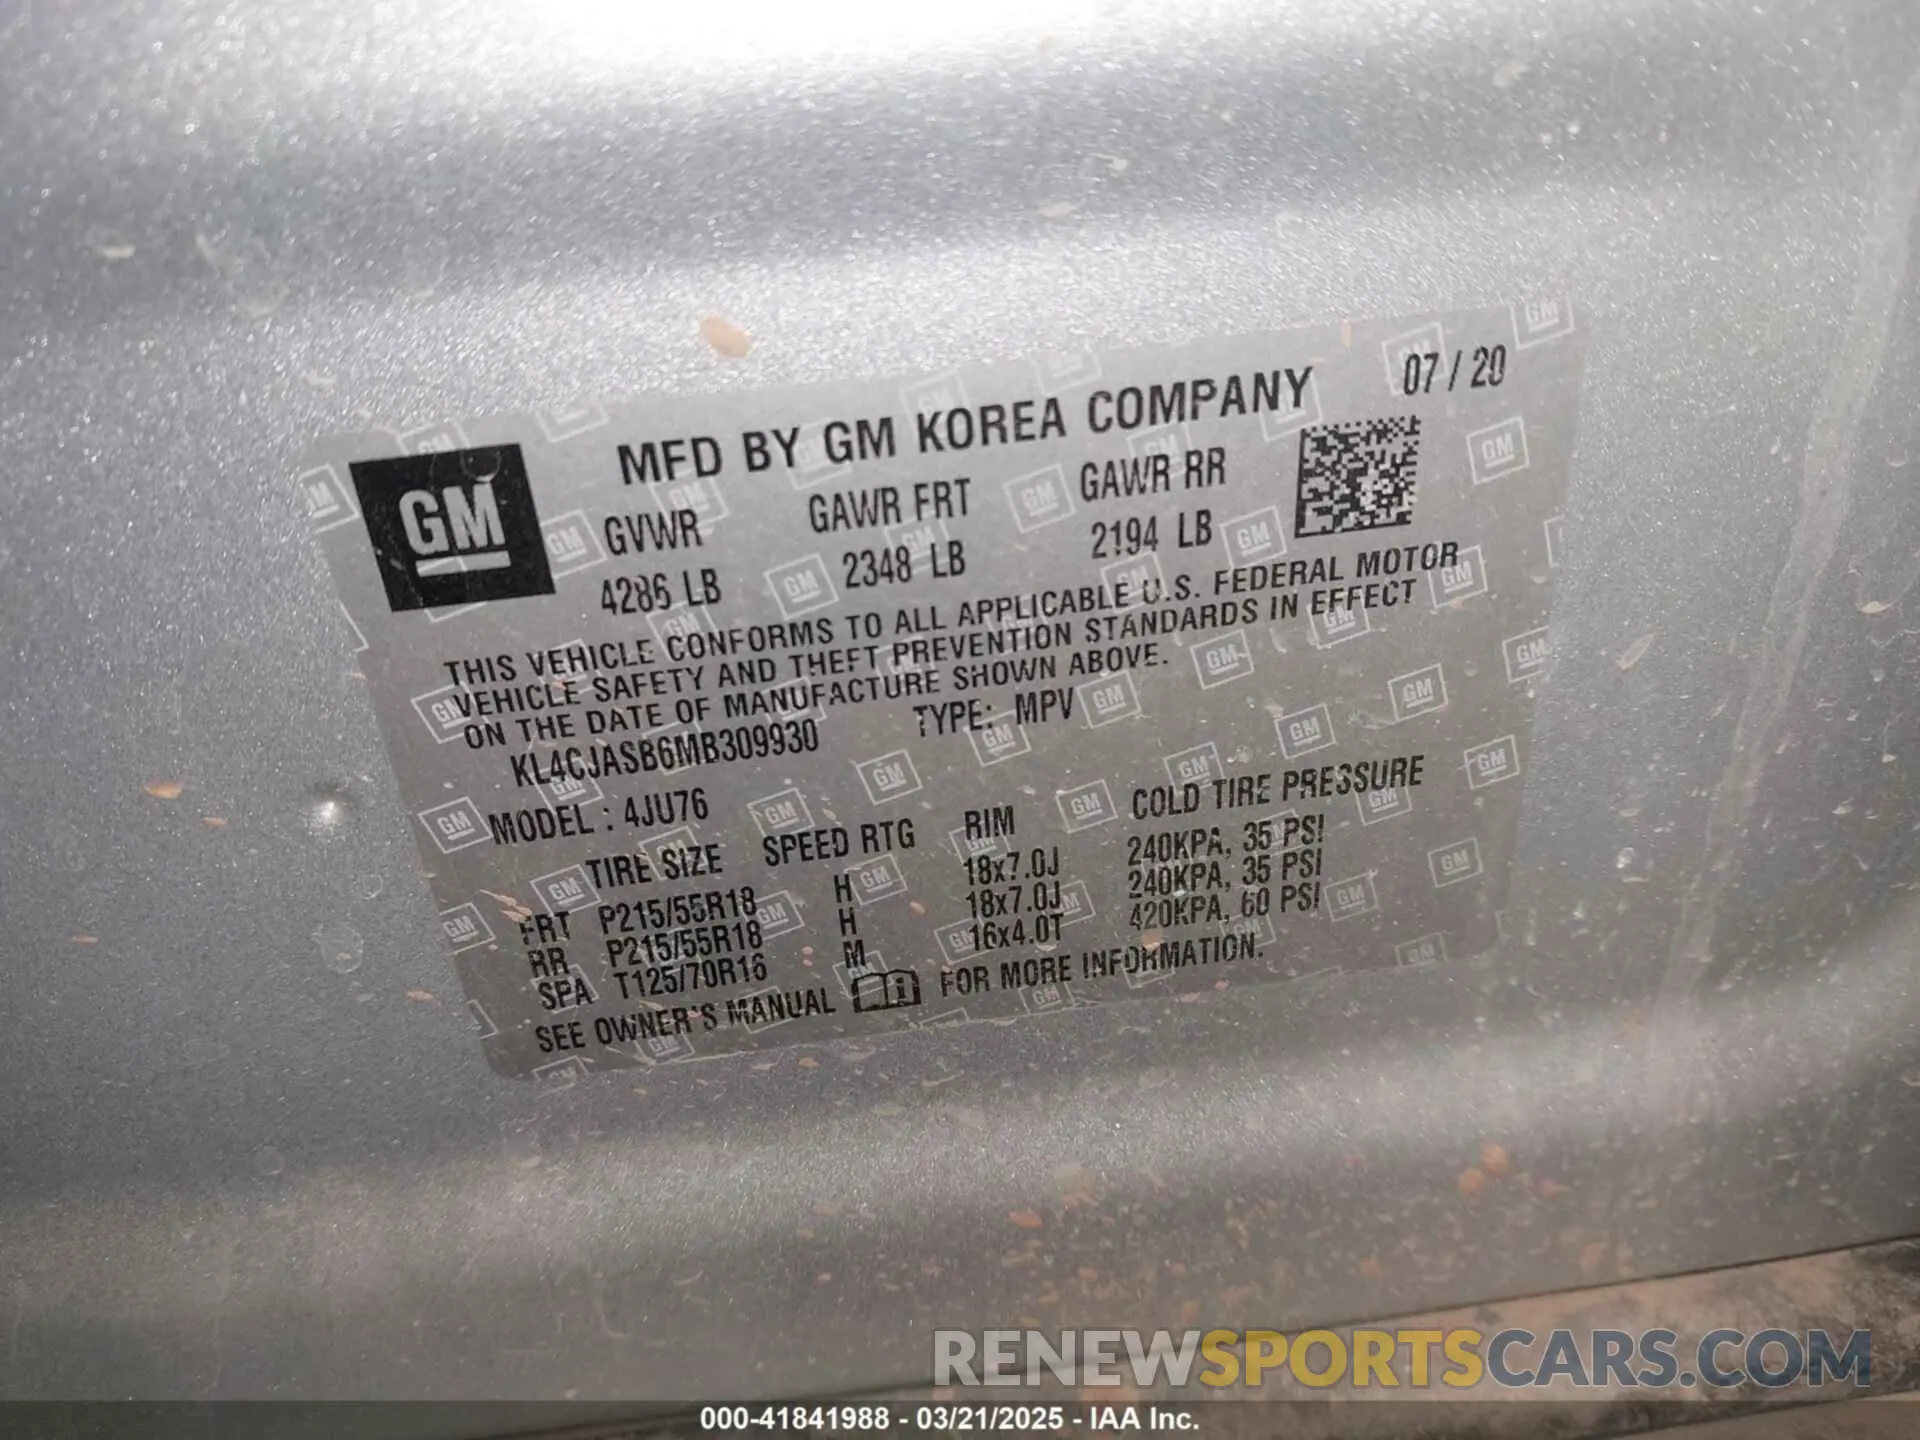 MFD BY GM KOREA COMPANY 07 / 20
GM
GVWR GAWR FRT GAWR RR
4286 LB 2348 LB 2194 LB
THIS VEHICLE CONFORMS TO ALL APPLICABLE U.S. FEDERAL MOTOR
VEHICLE SAFETY AND THEFT PREVENTION STANDARDS IN EFFECT
ON THE DATE OF MANUFACTURE SHOWN ABOVE.
KL4CJASB6MB309930 TYPE: MPV
MODEL : 4JU76
TIRE SIZE SPEED RTG RIM COLD TIRE PRESSURE
FRT P215/55R18 H 18x7.0J 240KPA, 35 PSI
RR P215/55R18 H 18x7.0J 240KPA, 35 PSI
SPA T125/70R16 M 16x4.0T 420KPA, 60 PSI
SEE OWNER'S MANUAL FOR MORE INFORMATION.
RENEWSPORTSCARS.COM
000-41841988 - 03/21/2025 - IAA Inc.